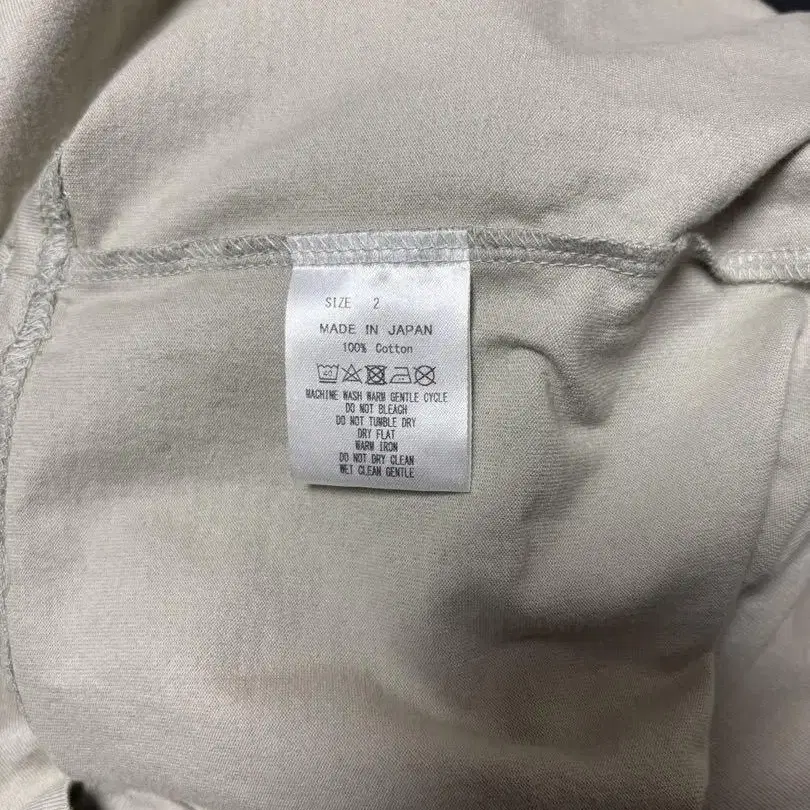 SIZE 2
MADE IN JAPAN
100% Cotton
40
MACHINE WASH WARM GENTLE CYCLE
DO NOT BLEACH
DO NOT TUMBLE DRY
DRY FLAT
WARM IRON
DO NOT DRY CLEAN
WET CLEAN GENTLE